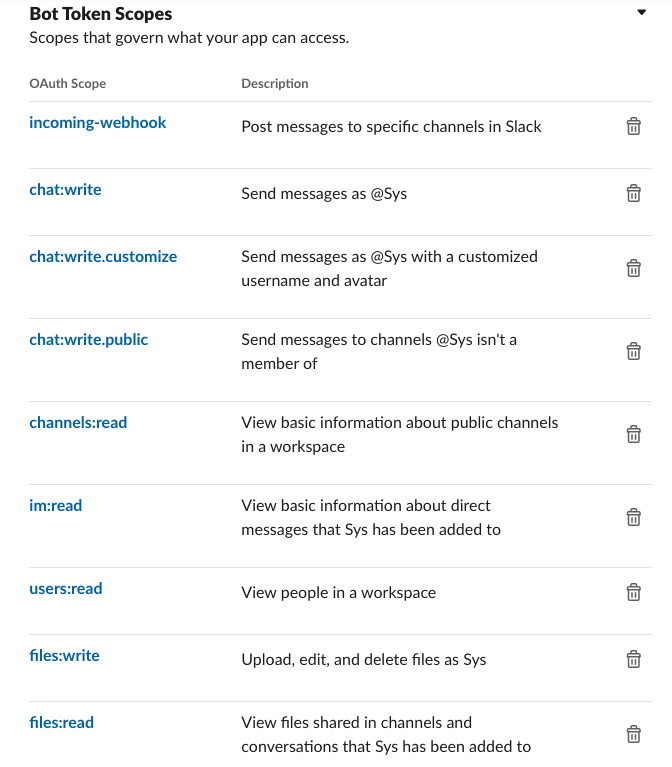 Bot Token Scopes
Scopes that govern what your app can access.
OAuth Scope Description
incoming-webhook Post messages to specific channels in Slack
chat:write Send messages as @Sys
chat:write.customize Send messages as @Sys with a customized
username and avatar
chat:write.public Send messages to channels @Sys isn't a
member of
channels:read View basic information about public channels
in a workspace
im:read View basic information about direct
messages that Sys has been added to
users:read View people in a workspace
files:write Upload, edit, and delete files as Sys
files:read View files shared in channels and
conversations that Sys has been added to